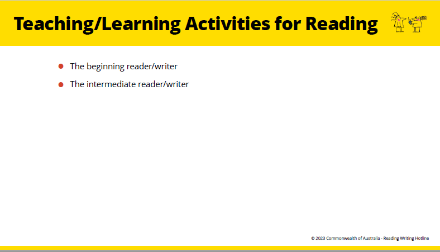 Teaching/Learning Activities for Reading
The beginning reader/writer
The intermediate reader/writer
© 2023 Commonwealth of Australia - Reading Writing Hotline